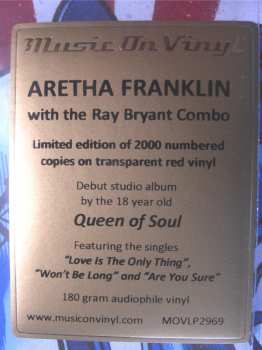 Music On Vinyl
ARETHA FRANKLIN
with the Ray Bryant Combo
Limited edition of 2000 numbered
copies on transparent red vinyl
Debut studio album
by the 18 year old
Queen of Soul
Featuring the singles
"Love Is The Only Thing",
"Won't Be Long" and "Are You Sure"
180 gram audiophile vinyl
www.musiconvinyl.com MOVLP2969